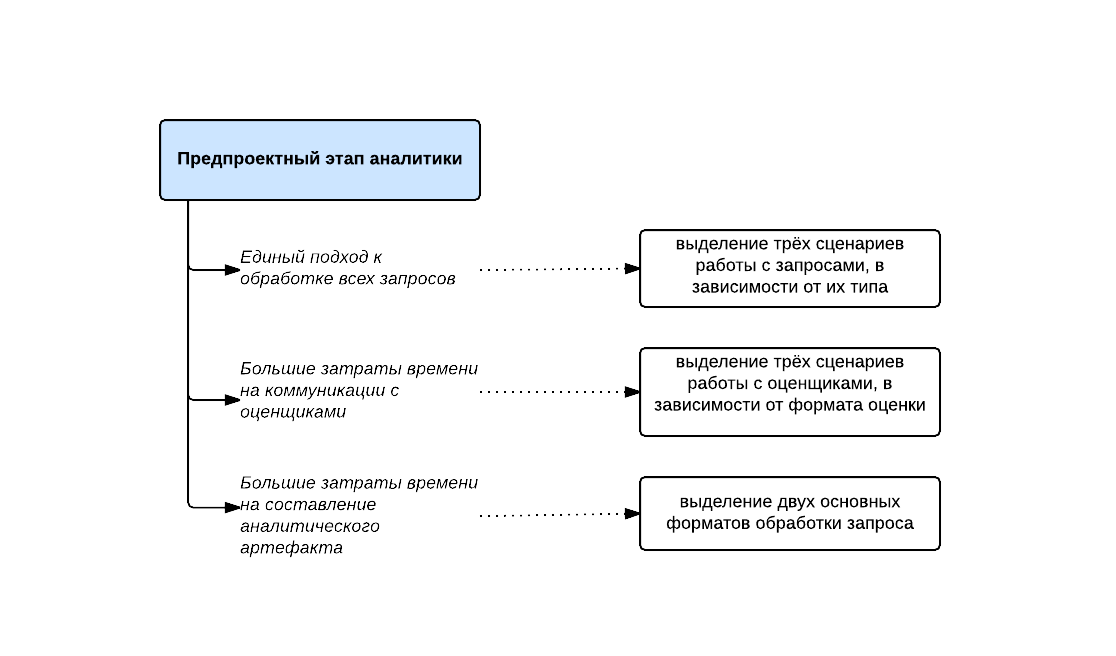 Предпроектный этап аналитики
Единый подход к
обработке всех запросов
выделение трёх сценариев
работы с запросами, в
зависимости от их типа
Большие затраты времени
на коммуникации с
оценщиками
выделение трёх сценариев
работы с оценщиками, в
зависимости от формата оценки
Большие затраты времени
на составление
аналитического
артефакта
выделение двух основных
форматов обработки запроса